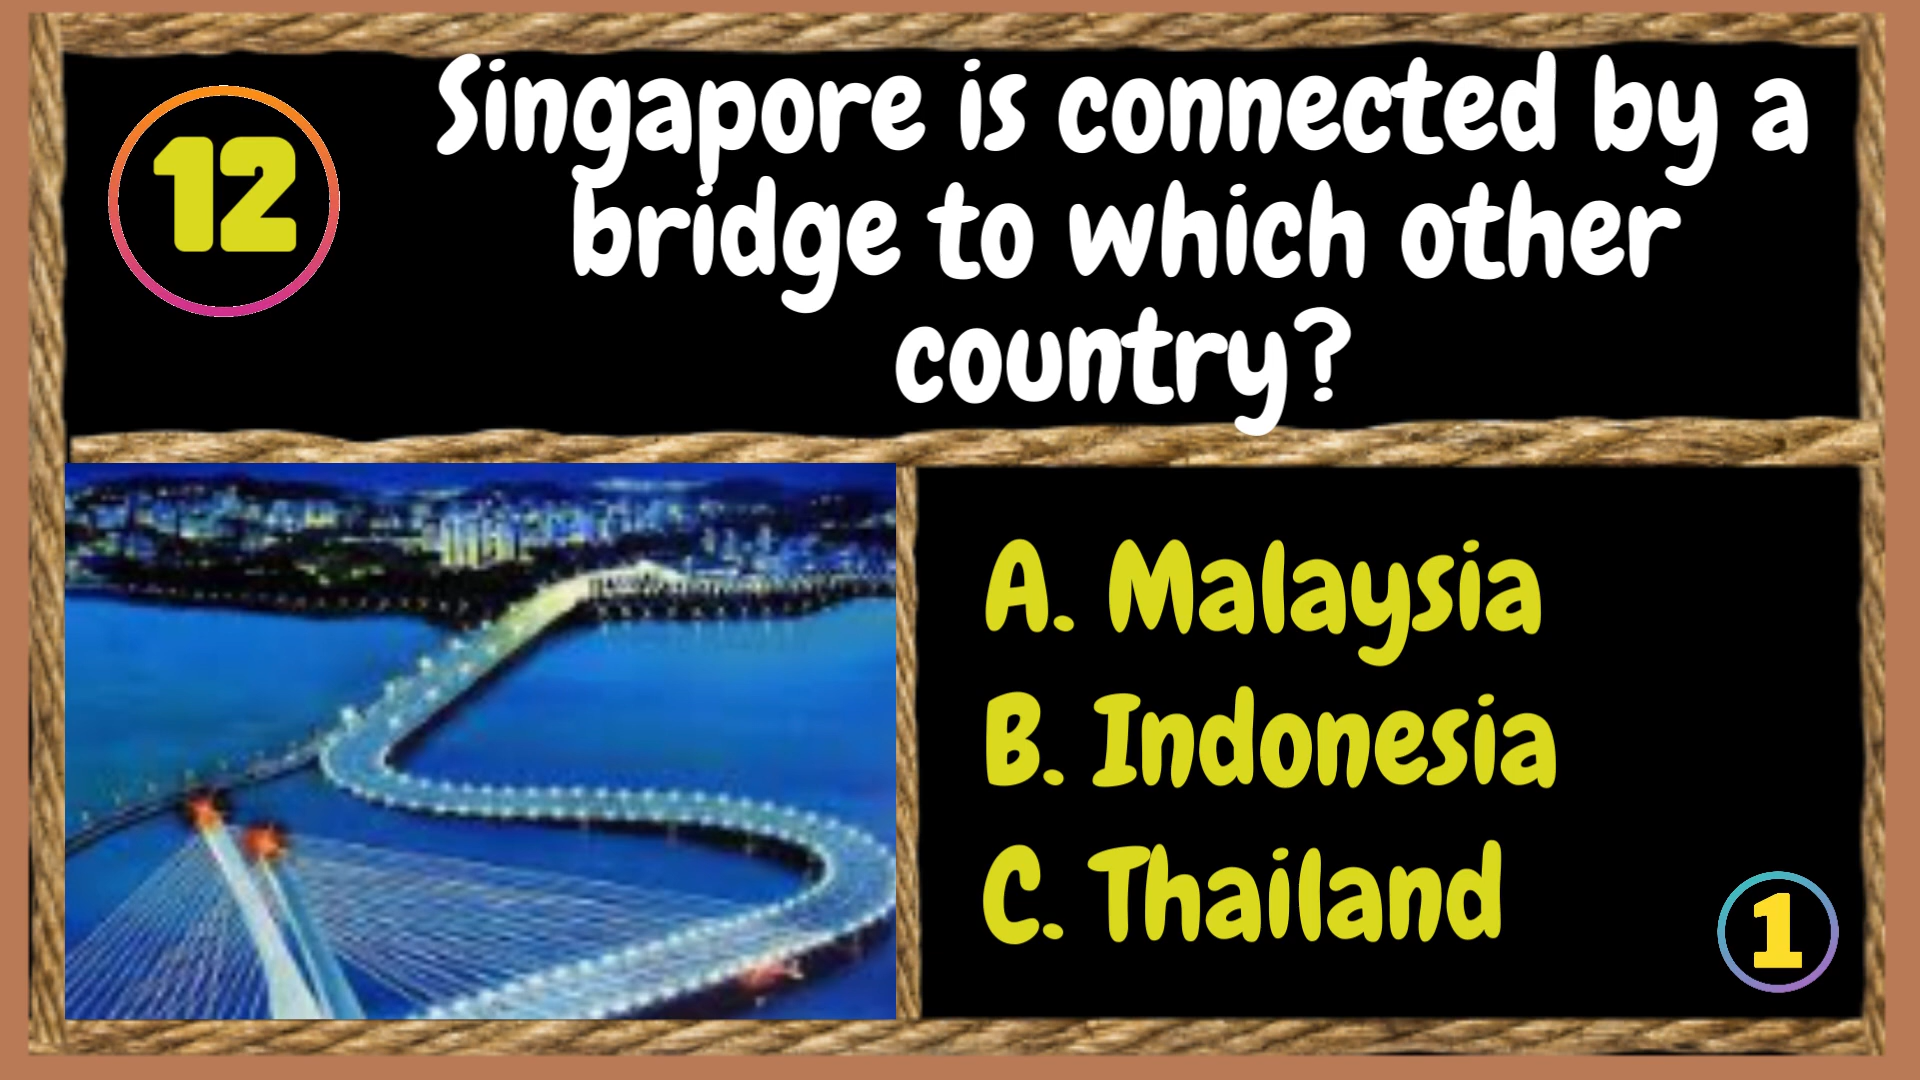 12
Singapore is connected by a
bridge to which other
country?
A. Malaysia
B. Indonesia
C. Thailand
1